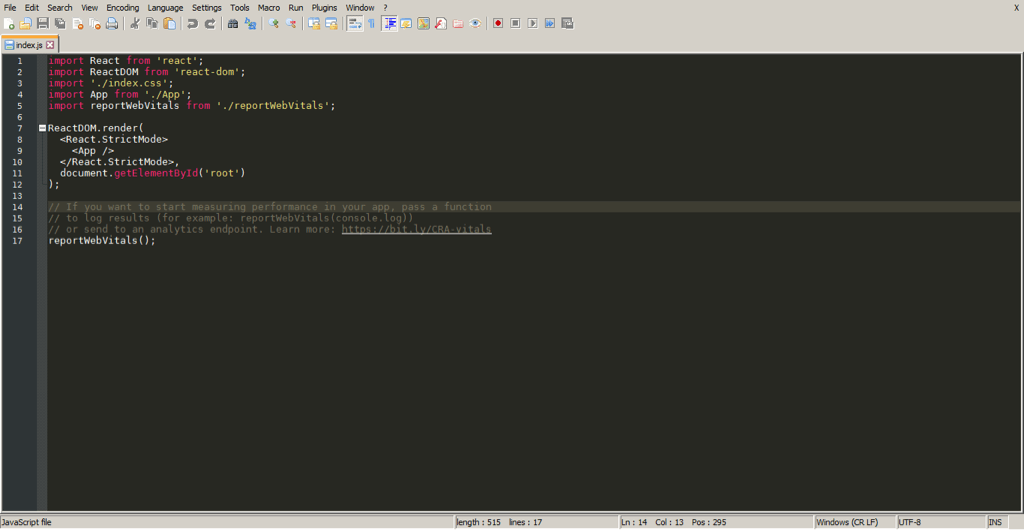 File Edit Search View Encoding Language Settings Tools Macro Run Plugins Window ? X
index.js
1 import React from 'react';
2 import ReactDOM from 'react-dom';
3 import './index.css';
4 import App from './App';
5 import reportWebVitals from './reportWebVitals';
6
7 ReactDOM.render(
8 <React.StrictMode>
9 <App />
10 </React.StrictMode>,
11 document.getElementById('root')
12 );
13
14 // If you want to start measuring performance in your app, pass a function
15 // to log results (for example: reportWebVitals(console.log))
16 // or send to an analytics endpoint. Learn more: https://bit.ly/CRA-vitals
17 reportWebVitals();
JavaScript file length : 515 lines : 17 Ln : 14 Col : 13 Pos : 295 Windows (CR LF) UTF-8 INS